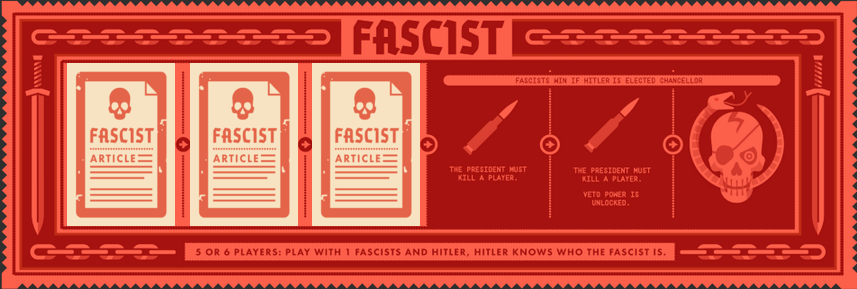 FASCIST
FASCISTS WIN IF HITLER IS ELECTED CHANCELLOR
FASCIST
ARTICLE
FASCIST
ARTICLE
FASCIST
ARTICLE
THE PRESIDENT MUST
KILL A PLAYER.
THE PRESIDENT MUST
KILL A PLAYER.
VETO POWER IS
UNLOCKED.
5 OR 6 PLAYERS: PLAY WITH 1 FASCISTS AND HITLER, HITLER KNOWS WHO THE FASCIST IS.